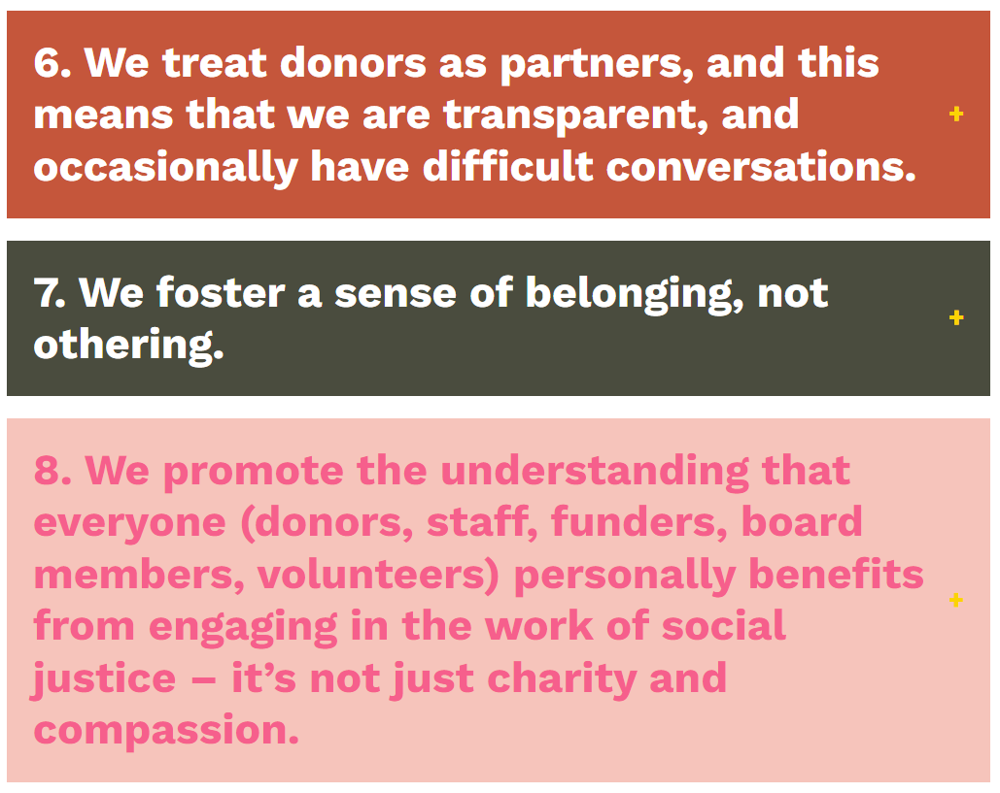 6. We treat donors as partners, and this
means that we are transparent, and
occasionally have difficult conversations.
+
7. We foster a sense of belonging, not
othering.
+
8. We promote the understanding that
everyone (donors, staff, funders, board
members, volunteers) personally benefits
from engaging in the work of social
justice – it’s not just charity and
compassion.
+